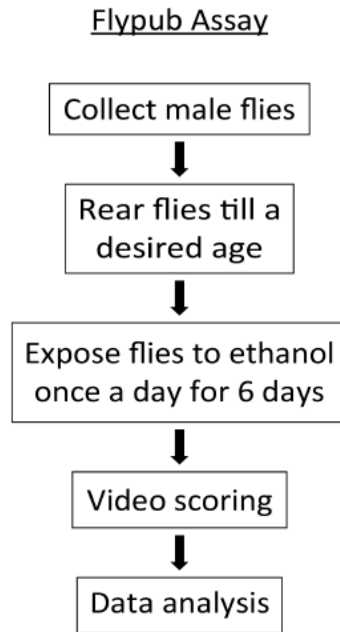 Flypub Assay
Collect male flies
Rear flies till a
desired age
Expose flies to ethanol
once a day for 6 days
Video scoring
Data analysis